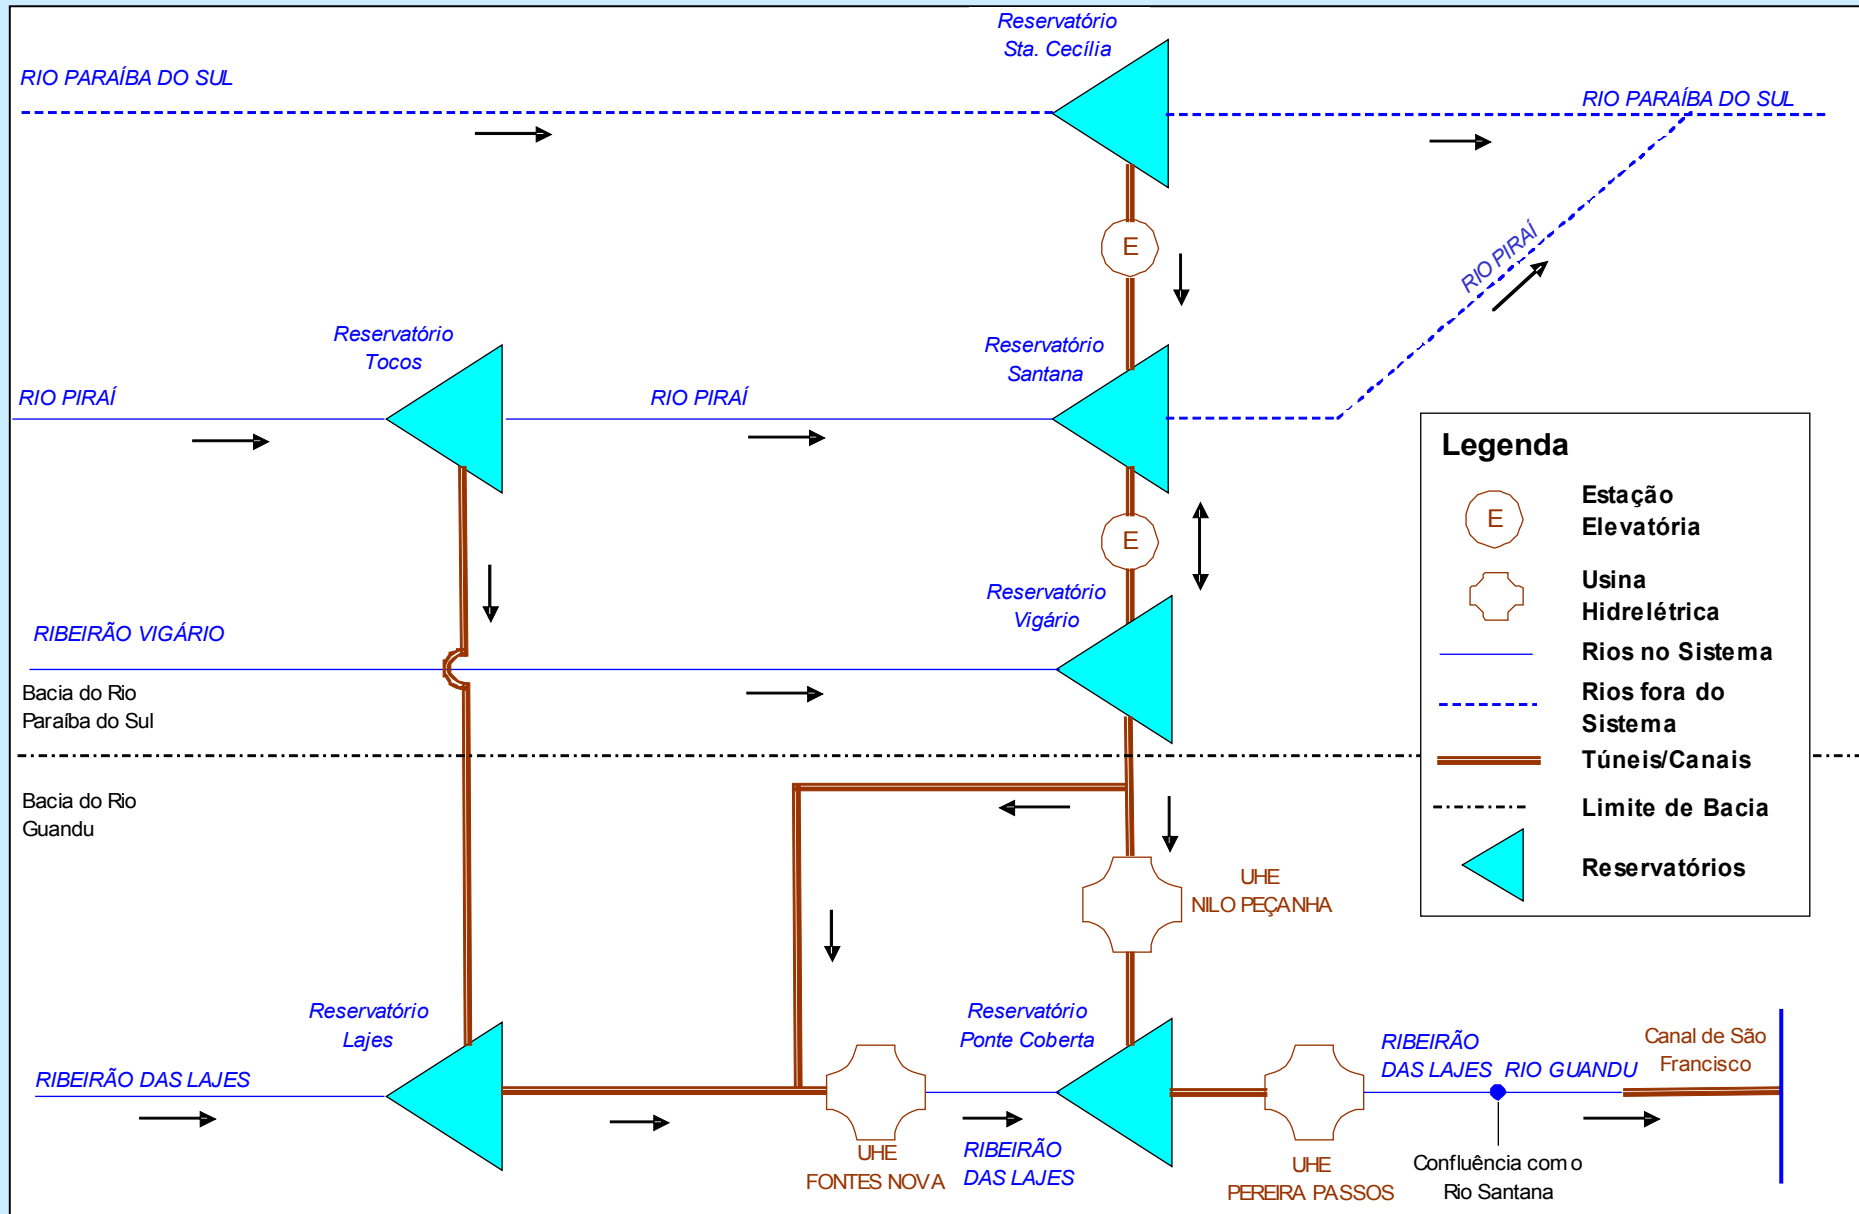 Reservatório
Sta. Cecília
RIO PARAÍBA DO SUL
RIO PARAÍBA DO SUL
E
RIO PIRAÍ
Reservatório
Tocos
Reservatório
Santana
RIO PIRAÍ
RIO PIRAÍ
Legenda
E
Estação
Elevatória
Usina
Hidrelétrica
Rios no Sistema
Rios fora do
Sistema
Túneis/Canais
Limite de Bacia
Reservatórios
E
Reservatório
Vigário
RIBEIRÃO VIGÁRIO
Bacia do Rio
Paraíba do Sul
Bacia do Rio
Guandu
UHE
NILO PEÇANHA
Reservatório
Lajes
Reservatório
Ponte Coberta
RIBEIRÃO DAS LAJES
UHE
FONTES NOVA
RIBEIRÃO
DAS LAJES
UHE
PEREIRA PASSOS
RIBEIRÃO
DAS LAJES
RIO GUANDU
Canal de São
Francisco
Confluência com o
Rio Santana